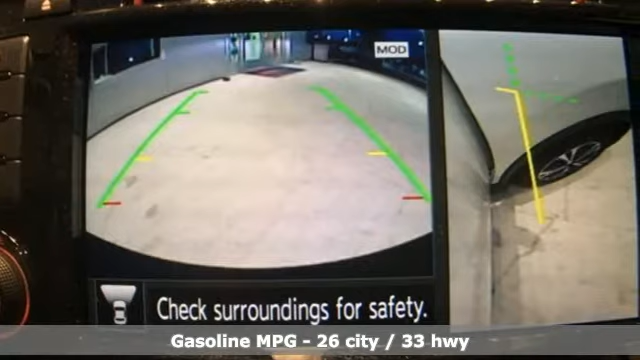 MOD
Check surroundings for safety.
Gasoline MPG - 26 city / 33 hwy